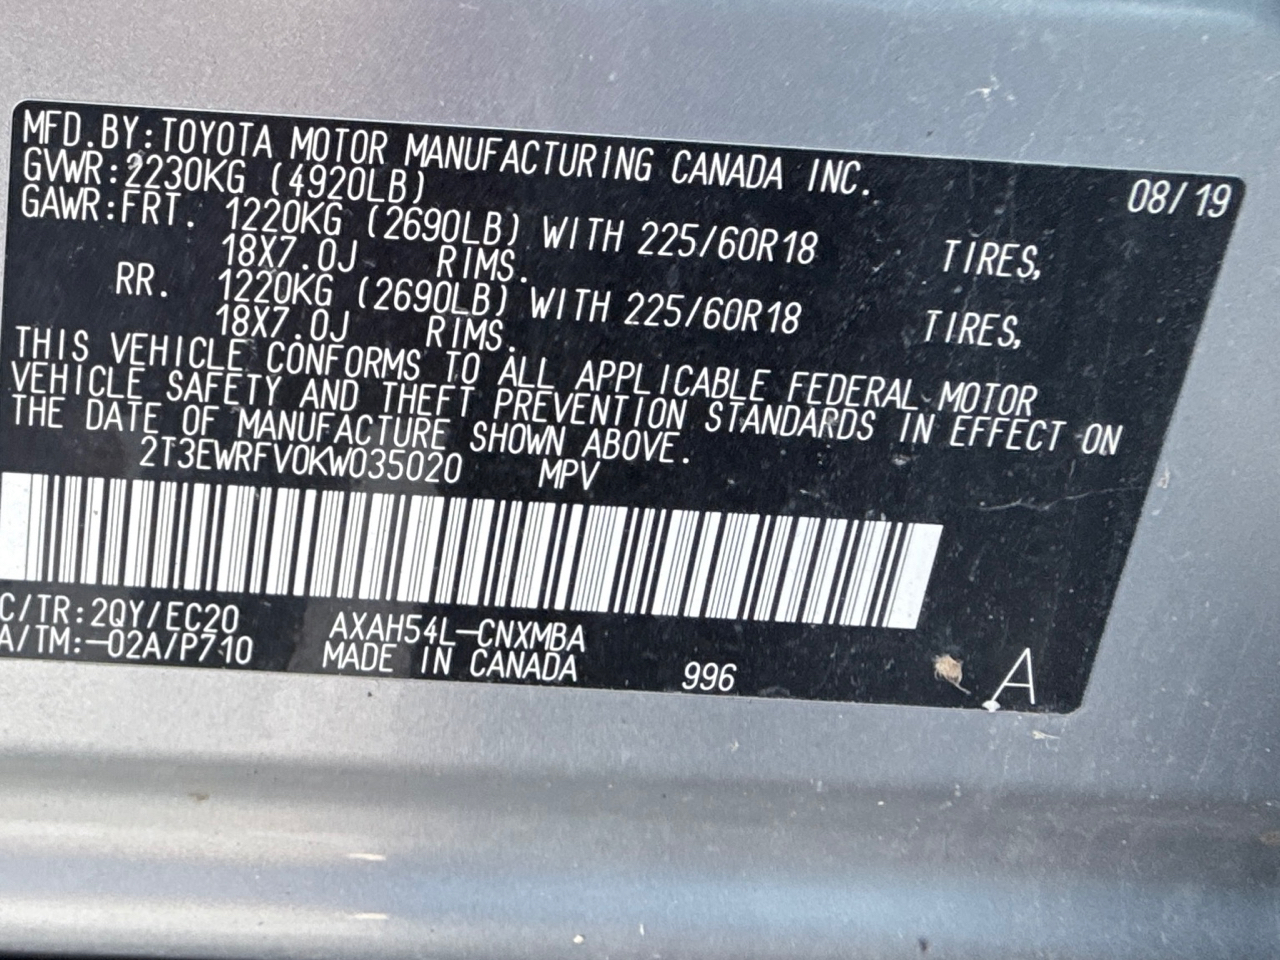 MFD.BY:TOYOTA MOTOR MANUFACTURING CANADA INC.
08/19
GVWR:2230KG (4920LB)
GAWR:FRT. 1220KG (2690LB) WITH 225/60R18 TIRES,
18X7.0J RIMS.
RR. 1220KG (2690LB) WITH 225/60R18 TIRES,
18X7.0J RIMS.
THIS VEHICLE CONFORMS TO ALL APPLICABLE FEDERAL MOTOR
VEHICLE SAFETY AND THEFT PREVENTION STANDARDS IN EFFECT ON
THE DATE OF MANUFACTURE SHOWN ABOVE.
2T3EWRFV0KW035020 MPV
C/TR:2QY/EC20 AXAH54L-CNXMBA
A/TM:-02A/P710 MADE IN CANADA 996 A